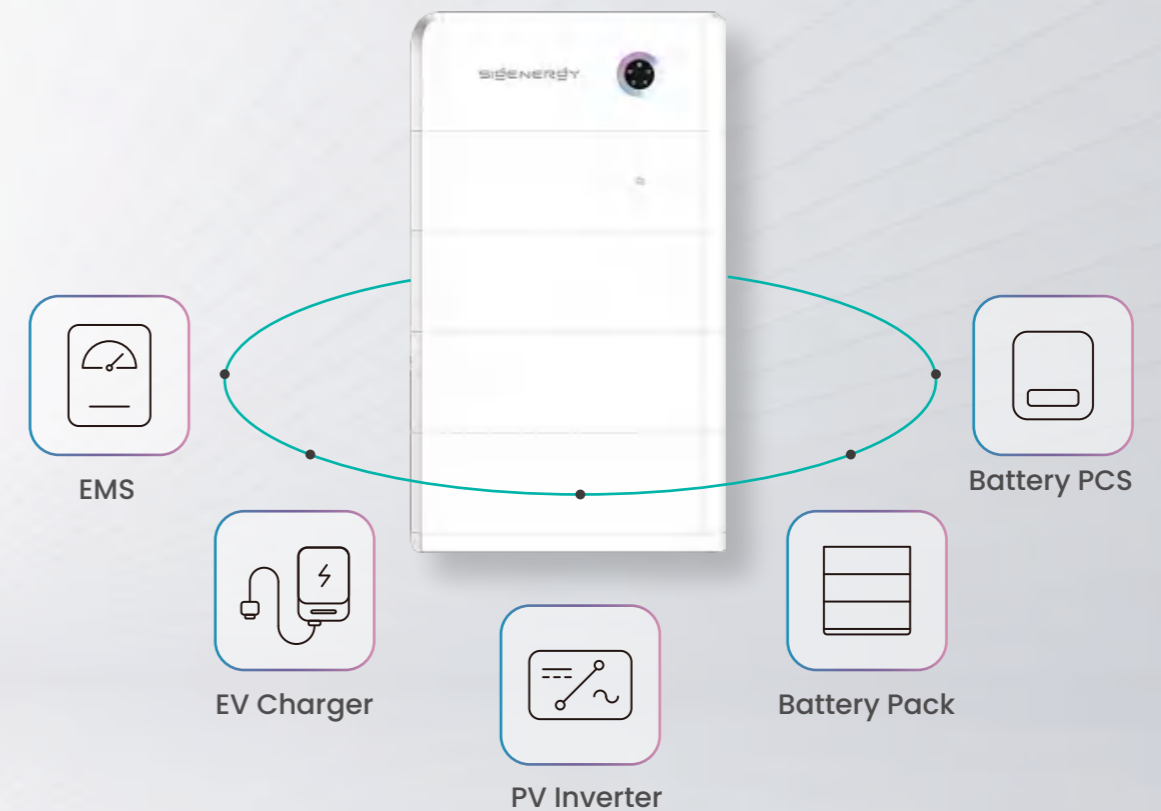 SIGENERGY
EMS
Battery PCS
EV Charger
Battery Pack
PV Inverter